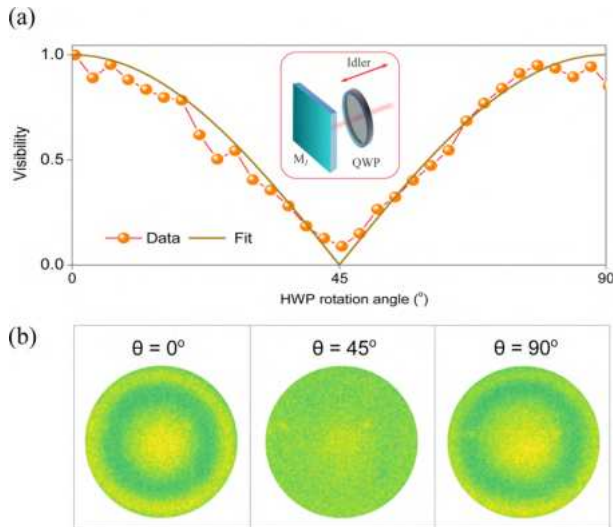 (a)
1.0
0.5
0.0
Visibility
Idler
M_I
QWP
Data
Fit
0
45
90
HWP rotation angle (°)
(b)
θ = 0°
θ = 45°
θ = 90°